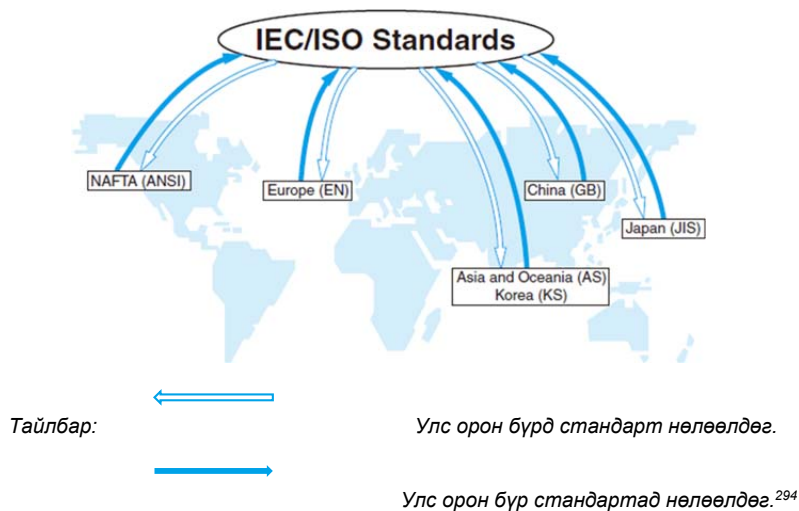 IEC/ISO Standards
NAFTA (ANSI)
Europe (EN)
China (GB)
Japan (JIS)
Asia and Oceania (AS)
Korea (KS)
Тайлбар: Улс орон бүрд стандарт нөлөөлдөг.
Улс орон бүр стандартад нөлөөлдөг.294